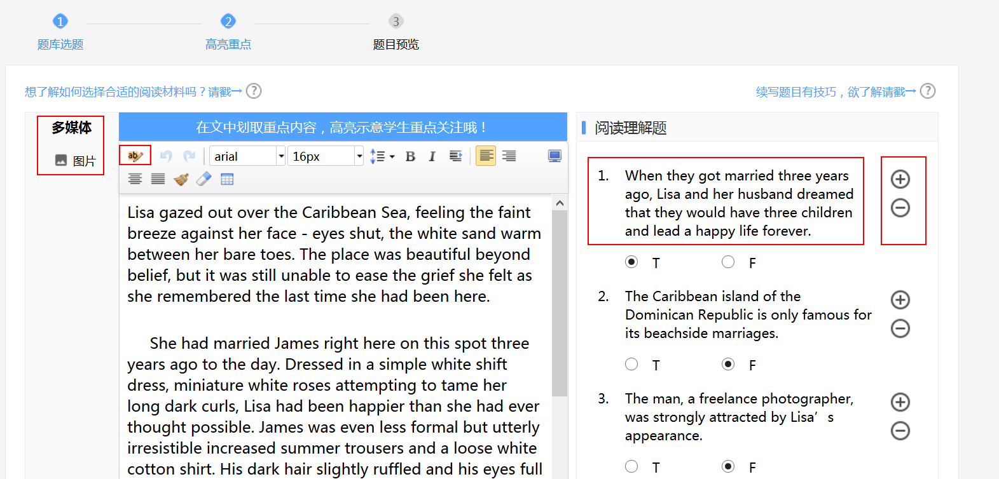 1
2
3
题库选题
高亮重点
题目预览
想了解如何选择合适的阅读材料吗？请戳→ ?
续写题目有技巧，欲了解请戳→ ?
多媒体
图片
在文中划取重点内容，高亮示意学生重点关注哦！
ab
arial
16px
B
I
Lisa gazed out over the Caribbean Sea, feeling the faint
breeze against her face - eyes shut, the white sand warm
between her bare toes. The place was beautiful beyond
belief, but it was still unable to ease the grief she felt as
she remembered the last time she had been here.
She had married James right here on this spot three
years ago to the day. Dressed in a simple white shift
dress, miniature white roses attempting to tame her
long dark curls, Lisa had been happier than she had ever
thought possible. James was even less formal but utterly
irresistible increased summer trousers and a loose white
cotton shirt. His dark hair slightly ruffled and his eyes full
阅读理解题
1. When they got married three years
ago, Lisa and her husband dreamed
that they would have three children
and lead a happy life forever.
T F
2. The Caribbean island of the
Dominican Republic is only famous for
its beachside marriages.
T F
3. The man, a freelance photographer,
was strongly attracted by Lisa’ s
appearance.
T F